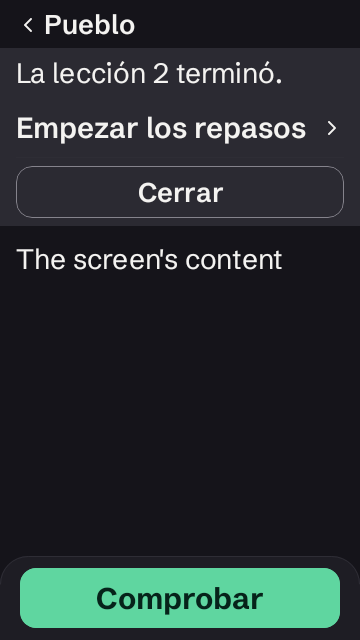 Pueblo
La lección 2 terminó.
Empezar los repasos
Cerrar
The screen's content
Comprobar